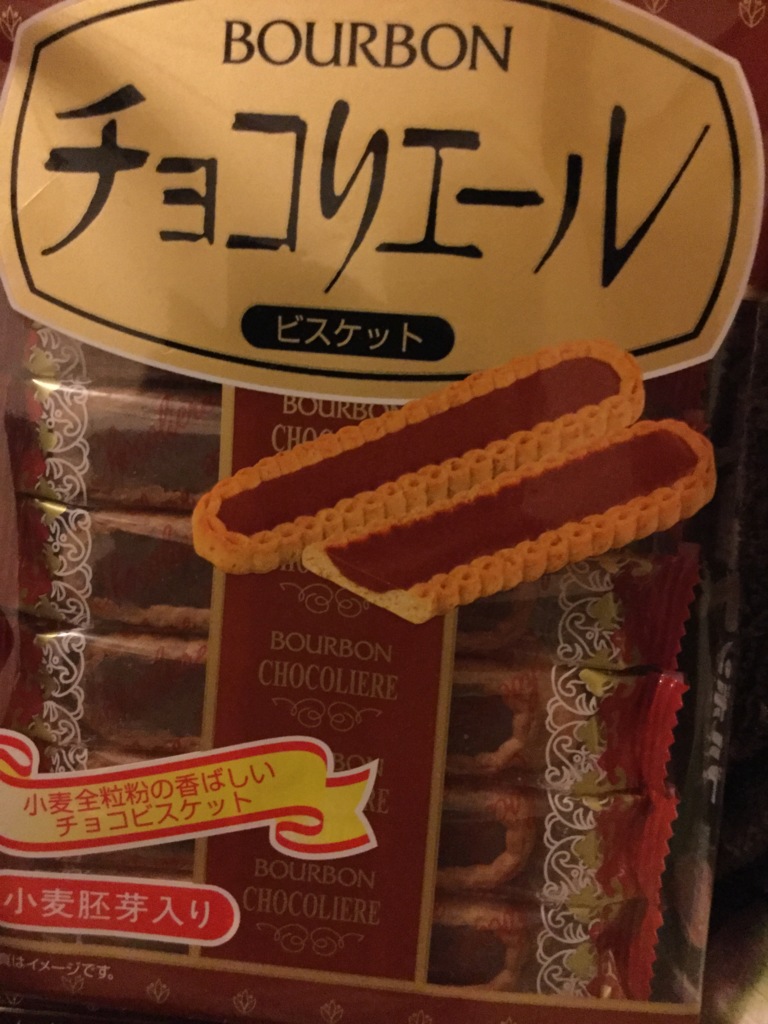 BOURBON
チョコリエール
ビスケット
BOURBON
CHOC
BOURBON
CHOCOLIERE
小麦全粒粉の香ばしい
チョコビスケット
BOURBON
CHOCOLIERE
小麦胚芽入り
はイメージです。